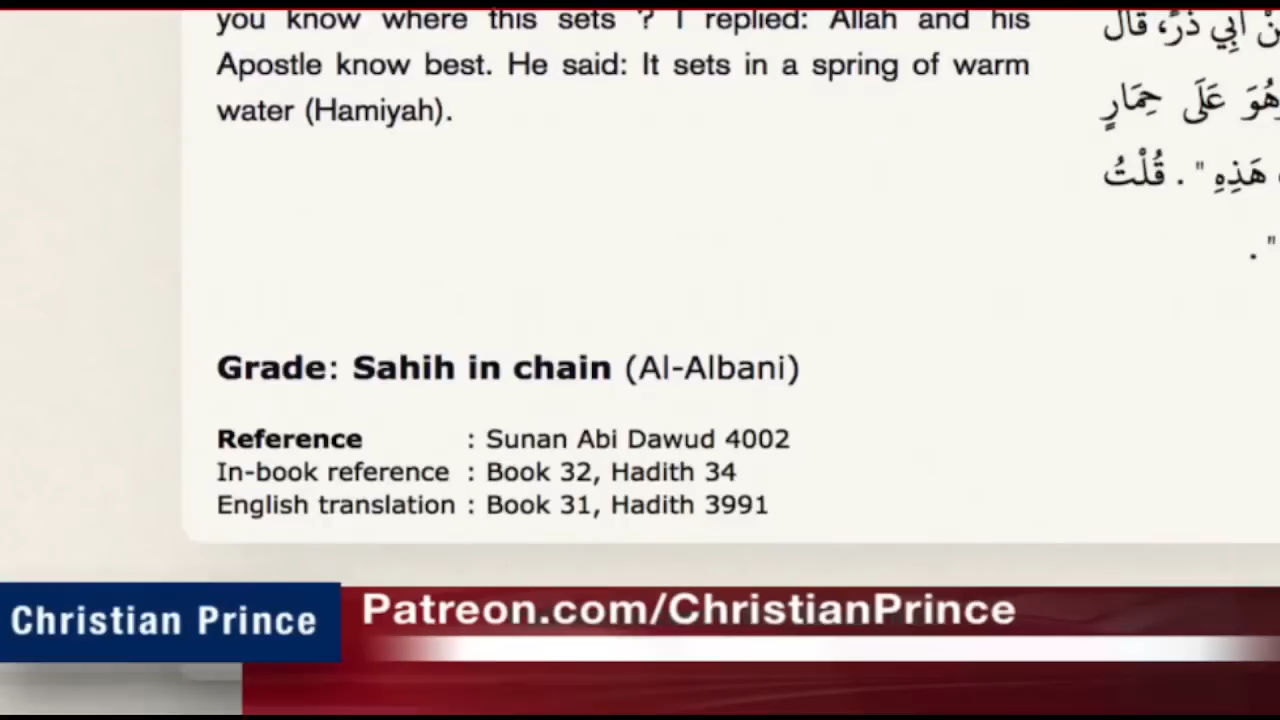 you know where this sets ? I replied: Allah and his
Apostle know best. He said: It sets in a spring of warm
water (Hamiyah).
نْ أَبِي ذَرٍّ، قَالَ
وَهُوَ عَلَى حِمَارٍ
هَذِهِ " . قُلْتُ
" .
Grade: Sahih in chain (Al-Albani)
Reference : Sunan Abi Dawud 4002
In-book reference : Book 32, Hadith 34
English translation : Book 31, Hadith 3991
Christian Prince
Patreon.com/ChristianPrince